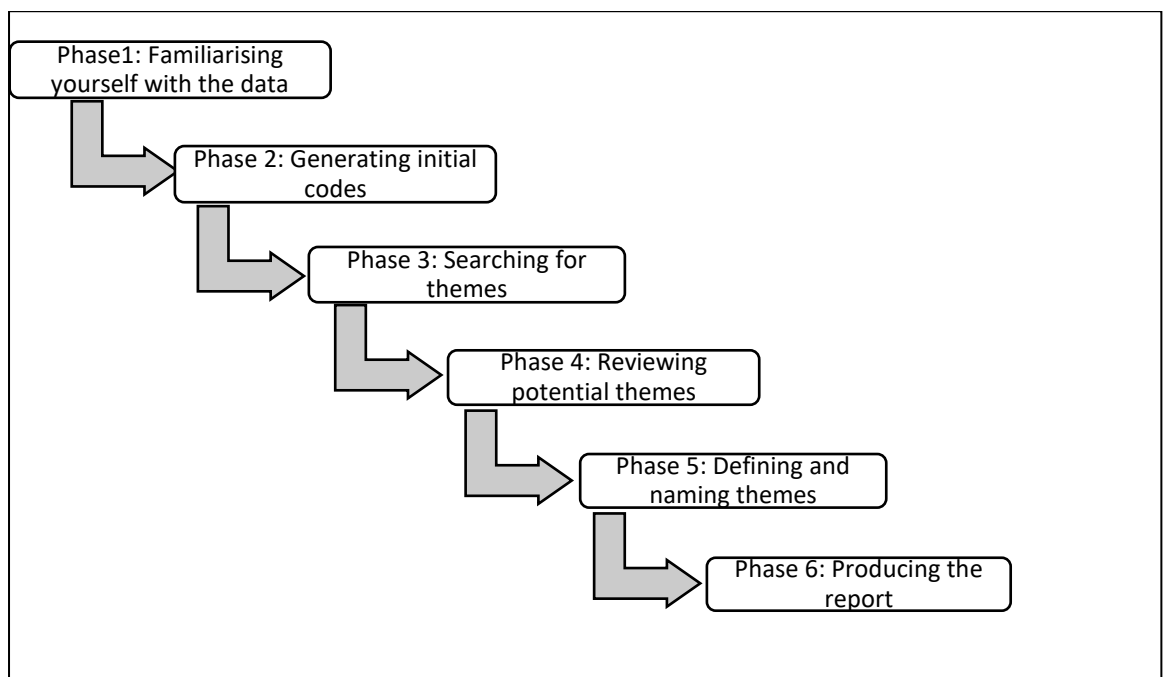 Phase1: Familiarising
yourself with the data
Phase 2: Generating initial
codes
Phase 3: Searching for
themes
Phase 4: Reviewing
potential themes
Phase 5: Defining and
naming themes
Phase 6: Producing the
report